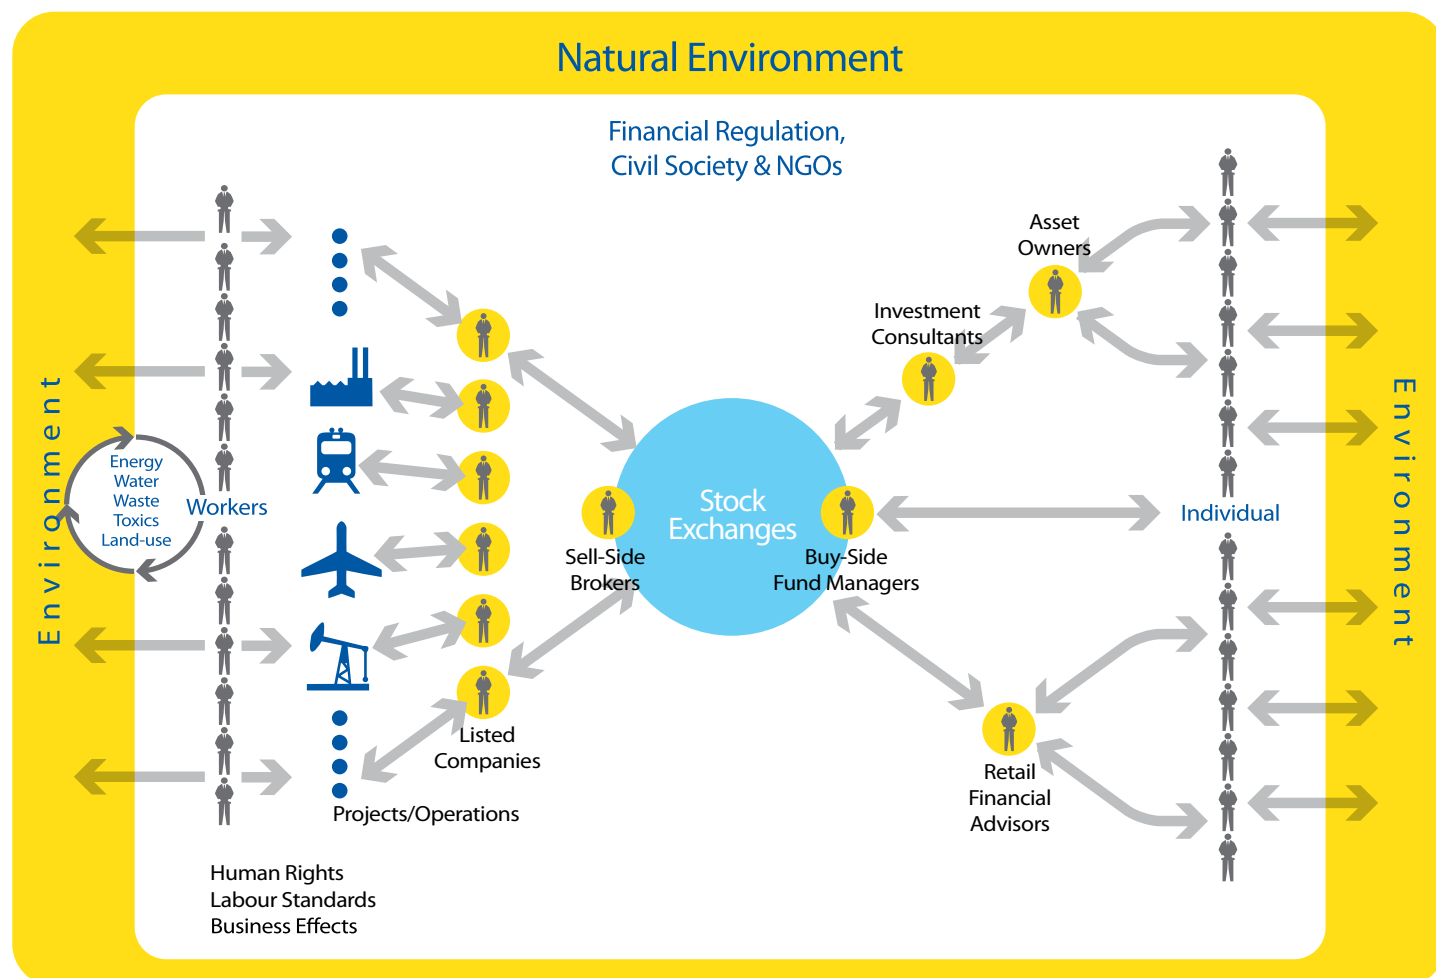 Natural Environment
Financial Regulation,
Civil Society & NGOs
Asset
Owners
Investment
Consultants
Environment
Energy
Water
Waste
Toxics
Land-use
Workers
Stock
Exchanges
Sell-Side
Brokers
Buy-Side
Fund Managers
Individual
Environment
Listed
Companies
Projects/Operations
Retail
Financial
Advisors
Human Rights
Labour Standards
Business Effects